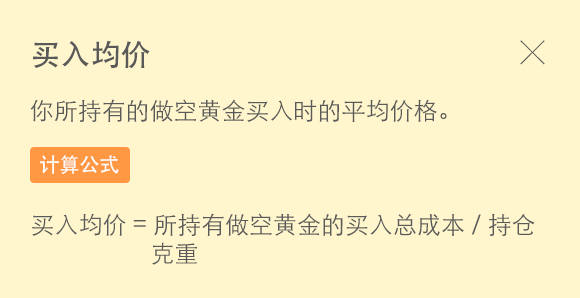 买入均价
你所持有的做空黄金买入时的平均价格。
计算公式
买入均价 = 所持有做空黄金的买入总成本 / 持仓
克重